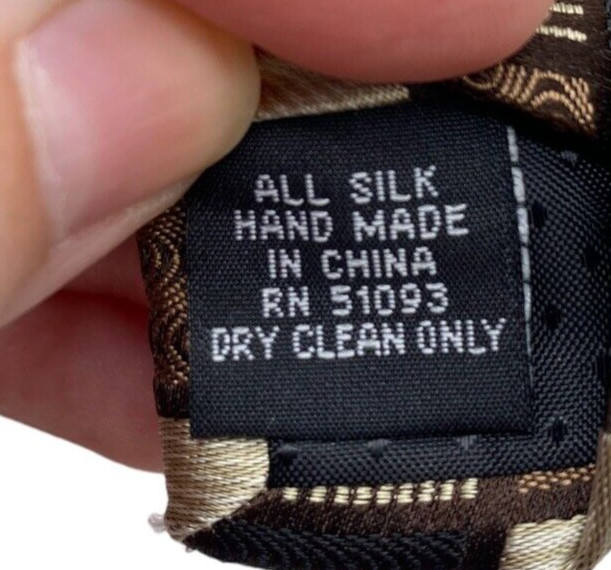 ALL SILK
HAND MADE
IN CHINA
RN 51093
DRY CLEAN ONLY